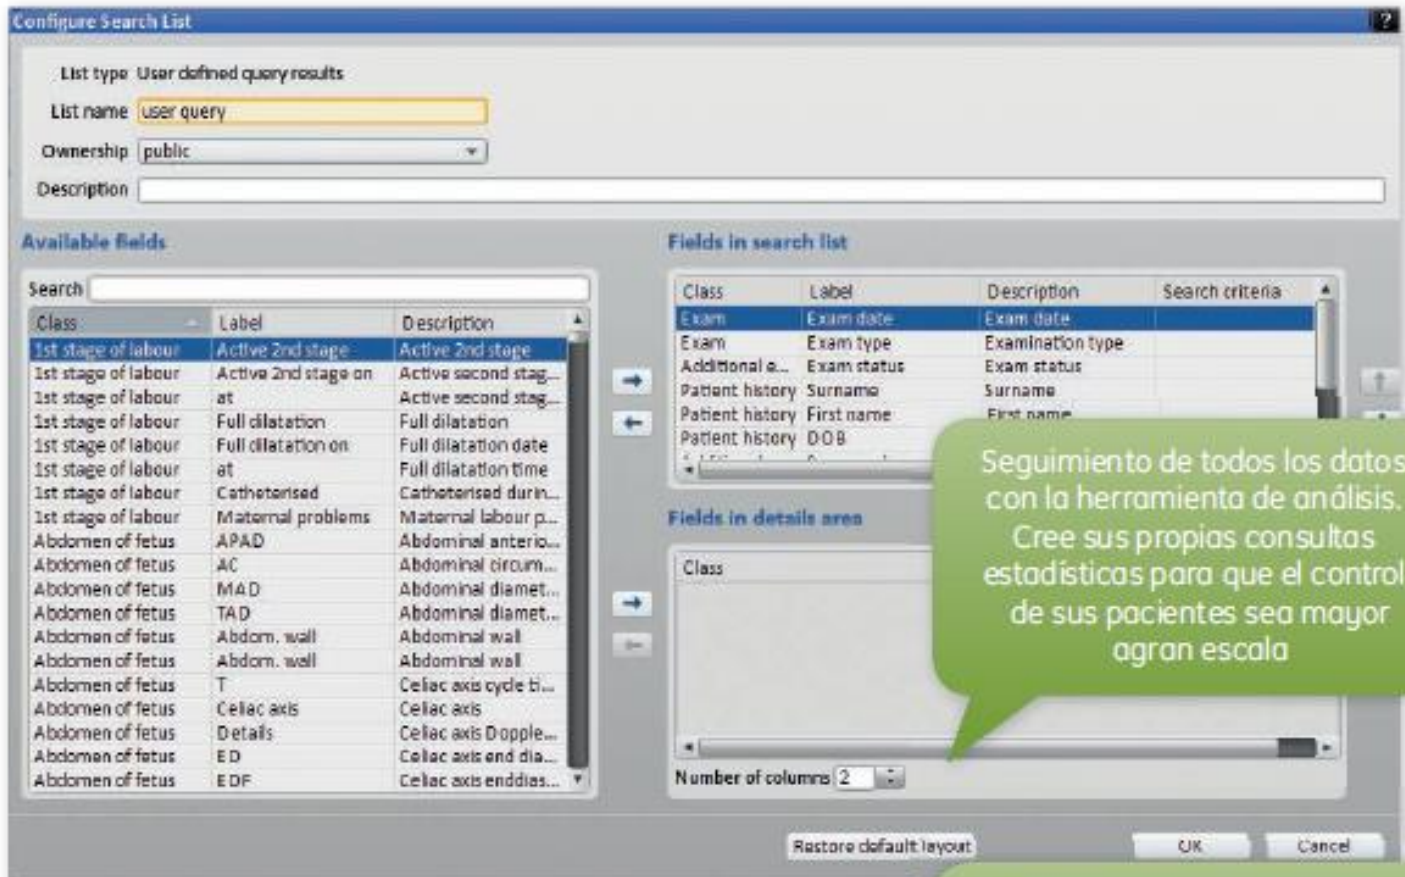 Configure Search List ?
List type User defined query results
List name user query
Ownership public
Description
Available fields
Search
Class Label Description
1st stage of labour Active 2nd stage Active 2nd stage
1st stage of labour Active 2nd stage on Active second stag...
1st stage of labour at Active second stag...
1st stage of labour Full dilatation Full dilatation
1st stage of labour Full dilatation on Full dilatation date
1st stage of labour at Full dilatation time
1st stage of labour Catheterised Catheterised durin...
1st stage of labour Maternal problems Maternal labour p...
Abdomen of fetus APAD Abdominal anterio...
Abdomen of fetus AC Abdominal circum...
Abdomen of fetus MAD Abdominal diamet...
Abdomen of fetus TAD Abdominal diamet...
Abdomen of fetus Abdom. wall Abdominal wall
Abdomen of fetus Abdom. wall Abdominal wall
Abdomen of fetus T Celiac axis cycle ti...
Abdomen of fetus Celiac axis Celiac axis
Abdomen of fetus Details Celiac axis Dopple...
Abdomen of fetus ED Celiac axis end dia...
Abdomen of fetus EDF Celiac axis enddias...
Fields in search list
Class Label Description Search criteria
Exam Exam date Exam date
Exam Exam type Examination type
Additional e... Exam status Exam status
Patient history Surname Surname
Patient history First name First name
Patient history DOB
Fields in details area
Class
Number of columns 2
Seguimiento de todos los datos
con la herramienta de análisis.
Cree sus propias consultas
estadísticas para que el control
de sus pacientes sea mayor
agran escala
Restore default layout OK Cancel